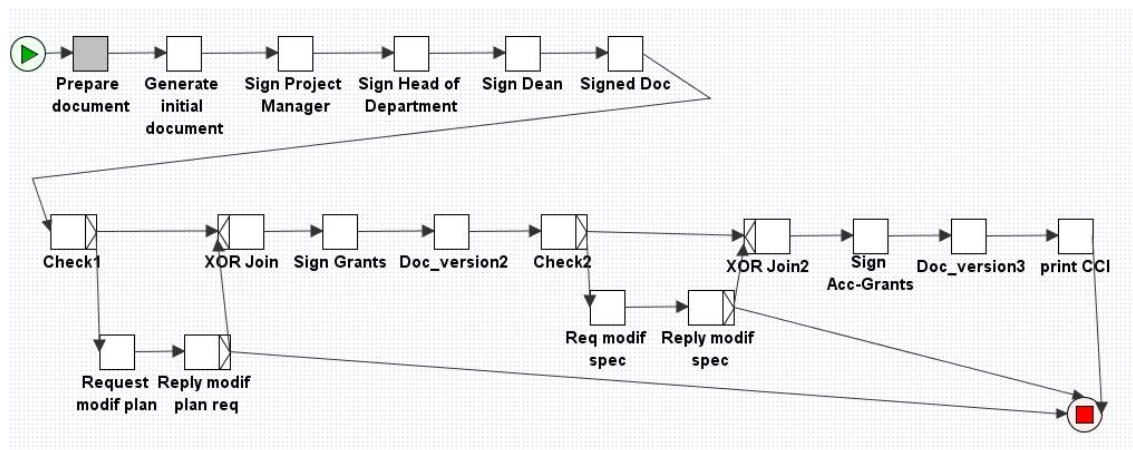 Prepare
document
Generate
initial
document
Sign Project
Manager
Sign Head of
Department
Sign Dean
Signed Doc
Check1
XOR Join
Sign Grants
Doc_version2
Check2
XOR Join2
Sign
Acc-Grants
Doc_version3
print CCI
Req modif
spec
Reply modif
spec
Request
modif plan
Reply modif
plan req